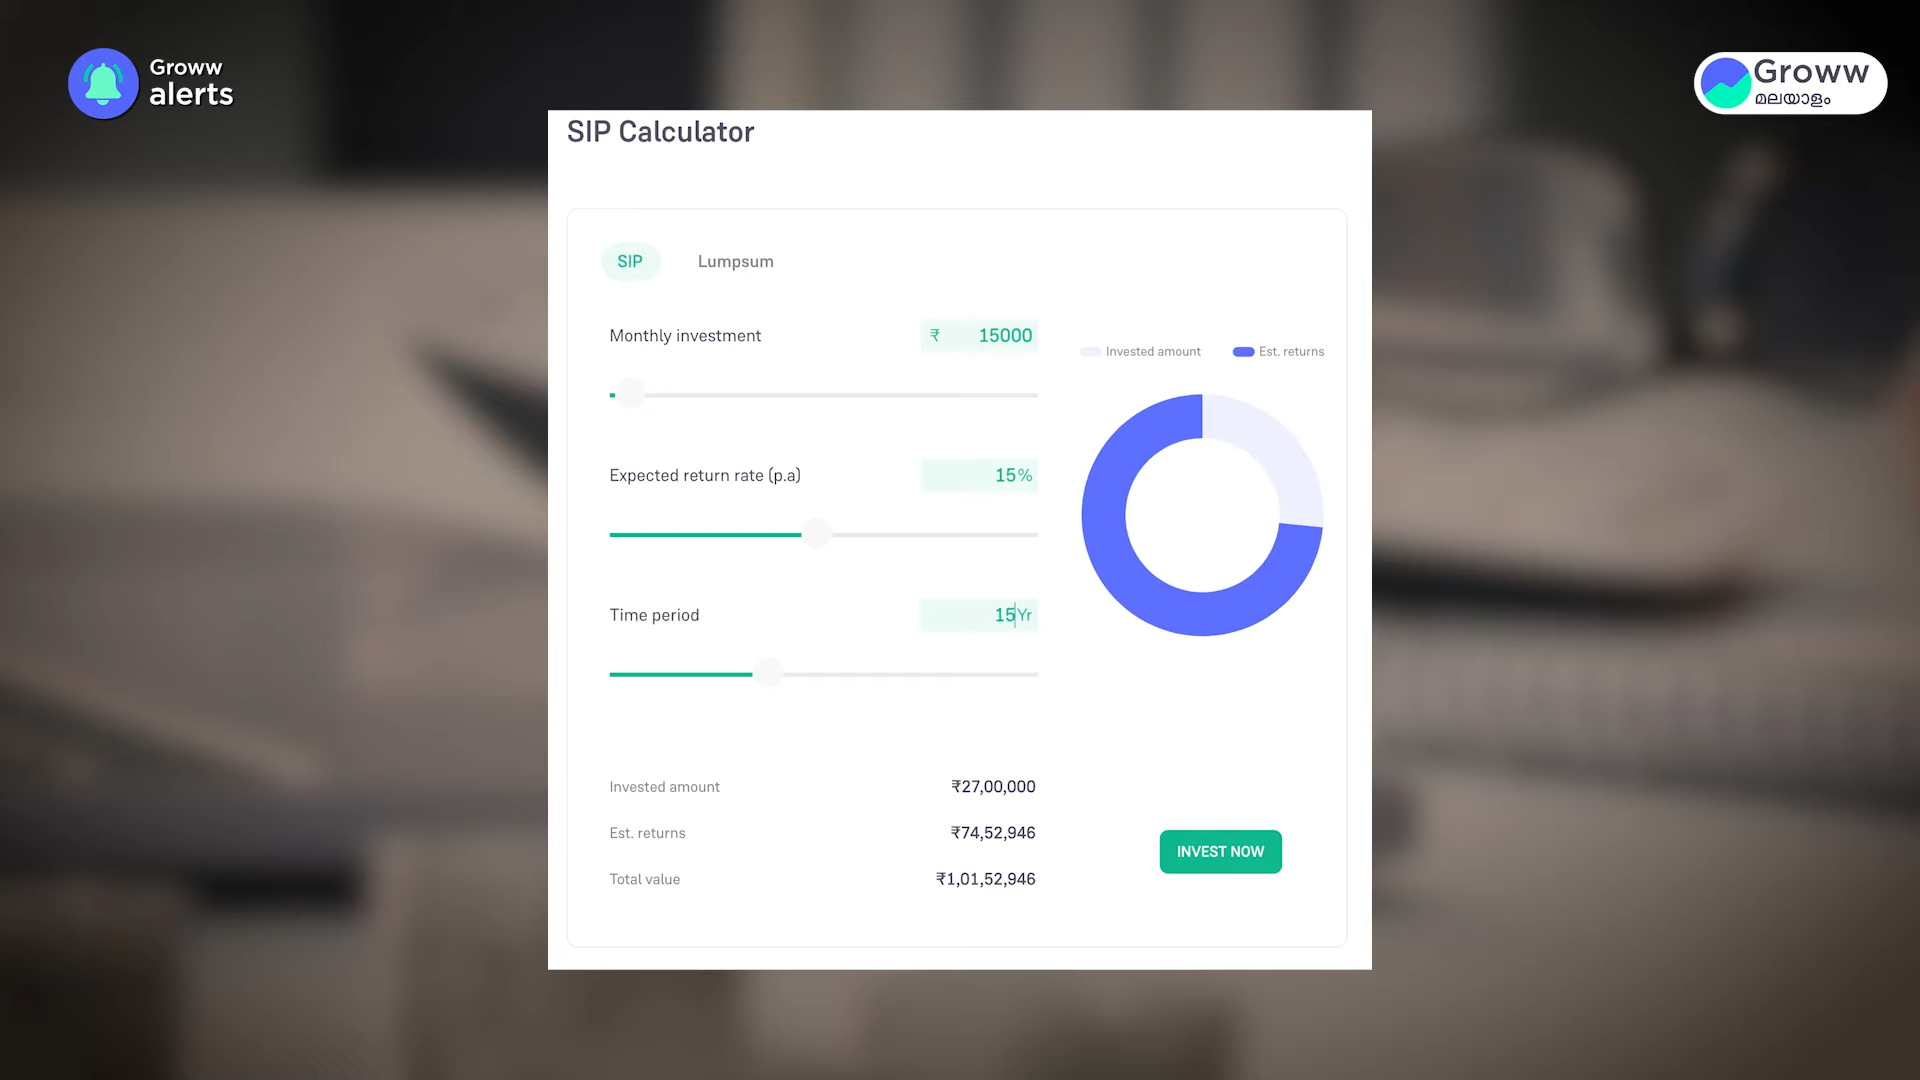 Groww
alerts
Groww
മലയാളം
SIP Calculator
SIP
Lumpsum
Monthly investment
₹ 15000
Invested amount
Est. returns
Expected return rate (p.a)
15%
Time period
15Yr
Invested amount
₹27,00,000
Est. returns
₹74,52,946
INVEST NOW
Total value
₹1,01,52,946